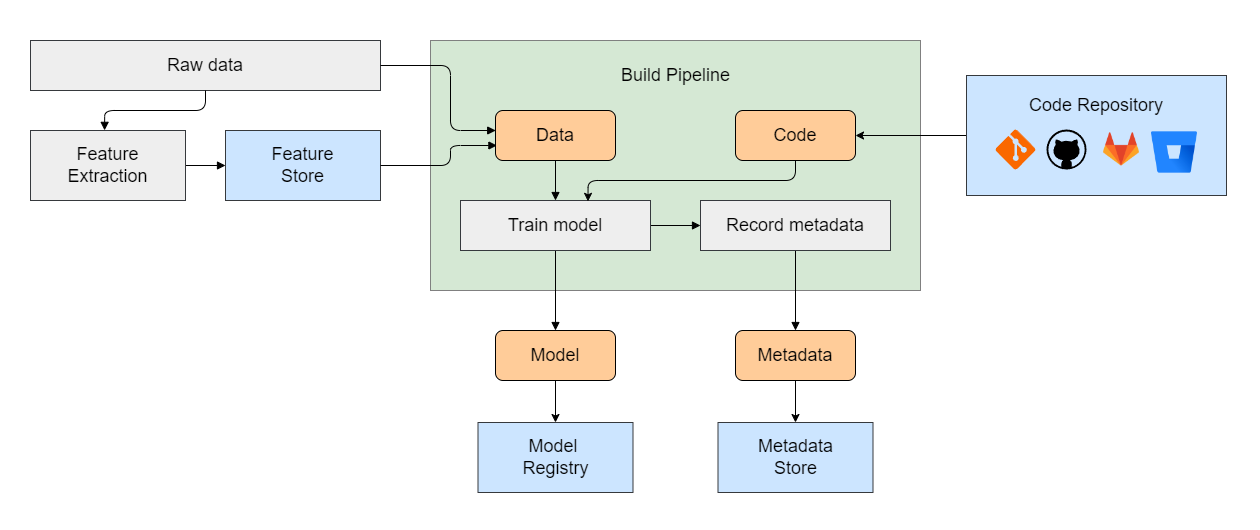 Raw data
Build Pipeline
Code Repository
Data
Code
Feature
Extraction
Feature
Store
Train model
Record metadata
Model
Metadata
Model
Registry
Metadata
Store